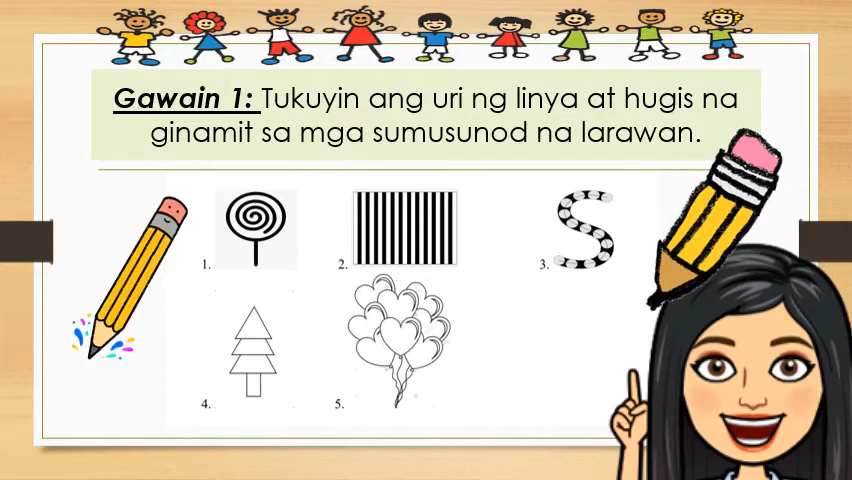 Gawain 1: Tukuyin ang uri ng linya at hugis na
ginamit sa mga sumusunod na larawan.
1.
2.
3.
4.
5.